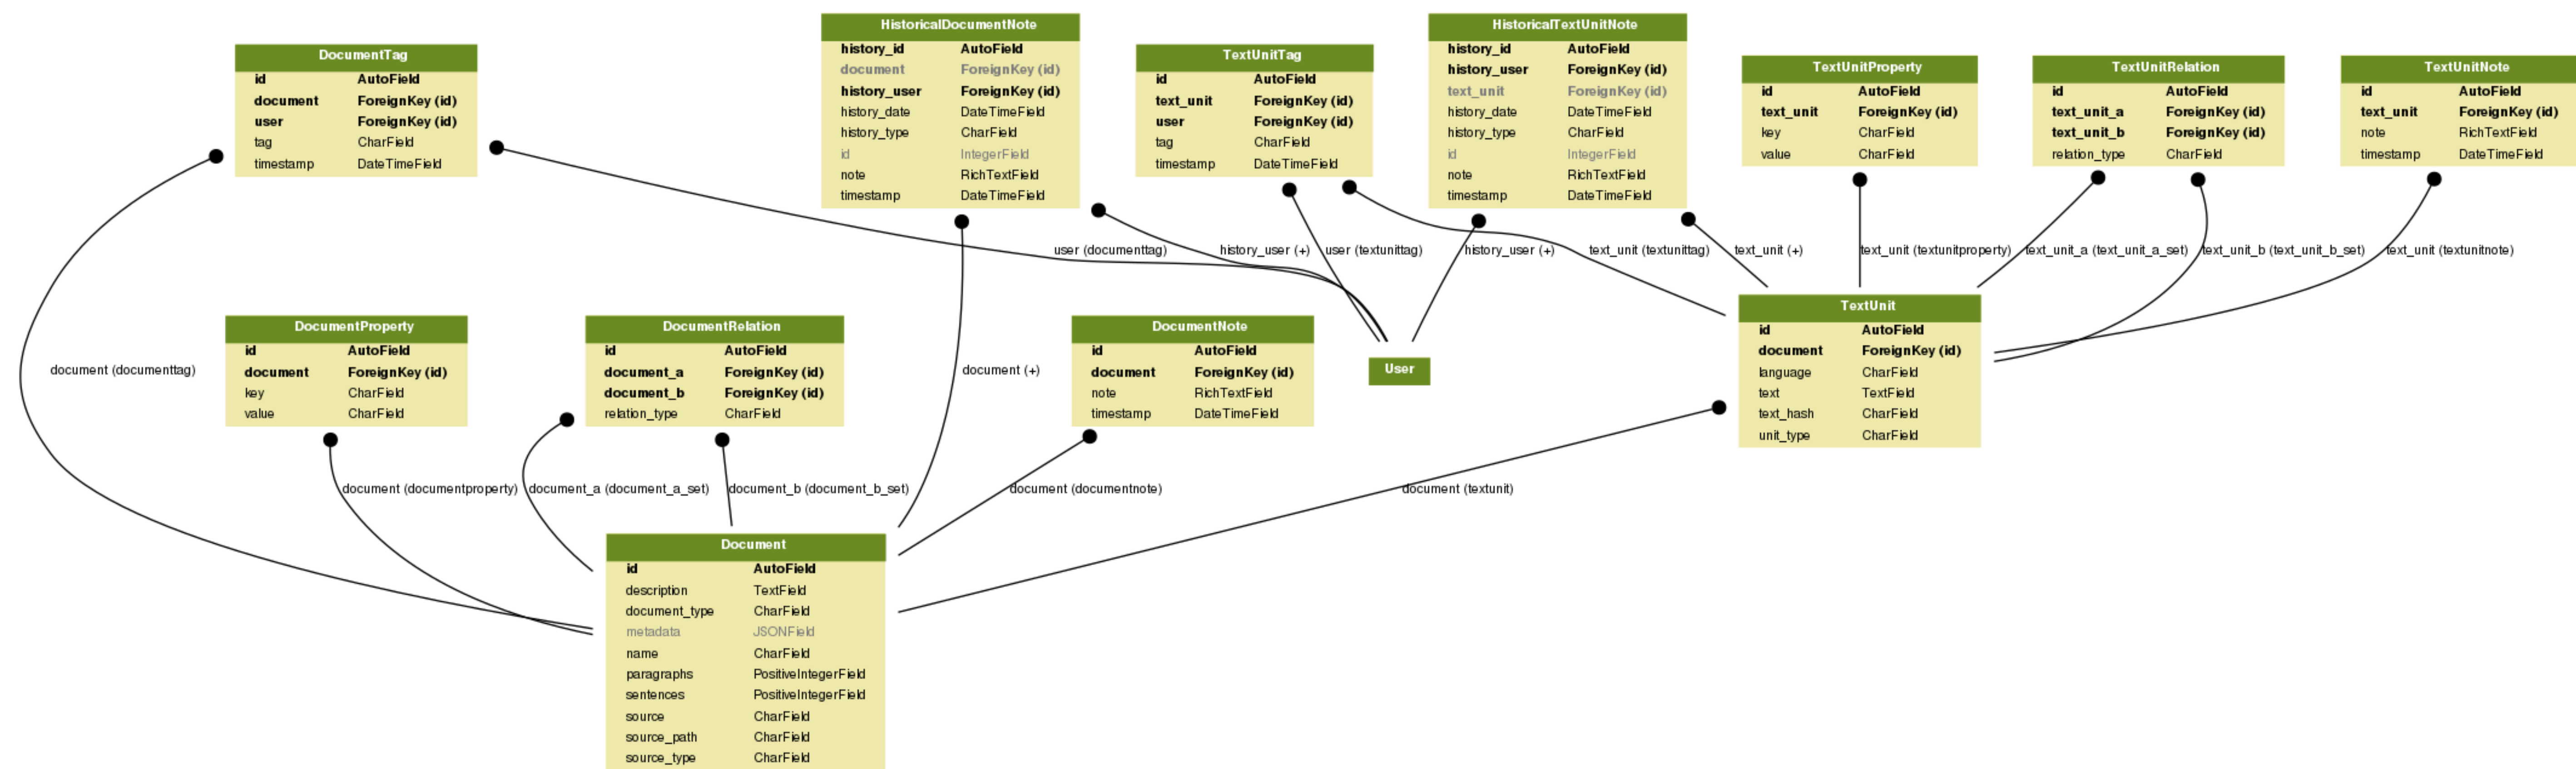 DocumentTag
id AutoField
document ForeignKey (id)
user ForeignKey (id)
tag CharField
timestamp DateTimeField
HistoricalDocumentNote
history_id AutoField
document ForeignKey (id)
history_user ForeignKey (id)
history_date DateTimeField
history_type CharField
id IntegerField
note RichTextField
timestamp DateTimeField
TextUnitTag
id AutoField
text_unit ForeignKey (id)
user ForeignKey (id)
tag CharField
timestamp DateTimeField
HistoricalTextUnitNote
history_id AutoField
history_user ForeignKey (id)
text_unit ForeignKey (id)
history_date DateTimeField
history_type CharField
id IntegerField
note RichTextField
timestamp DateTimeField
TextUnitProperty
id AutoField
text_unit ForeignKey (id)
key CharField
value CharField
TextUnitRelation
id AutoField
text_unit_a ForeignKey (id)
text_unit_b ForeignKey (id)
relation_type CharField
TextUnitNote
id AutoField
text_unit ForeignKey (id)
note RichTextField
timestamp DateTimeField
user (documenttag)
history_user (+)
user (textunittag)
history_user (+)
text_unit (textunittag)
text_unit (+)
text_unit (textunitproperty)
text_unit_a (text_unit_a_set)
text_unit_b (text_unit_b_set)
text_unit (textunitnote)
document (documenttag)
DocumentProperty
id AutoField
document ForeignKey (id)
key CharField
value CharField
DocumentRelation
id AutoField
document_a ForeignKey (id)
document_b ForeignKey (id)
relation_type CharField
document (+)
DocumentNote
id AutoField
document ForeignKey (id)
note RichTextField
timestamp DateTimeField
User
TextUnit
id AutoField
document ForeignKey (id)
language CharField
text TextField
text_hash CharField
unit_type CharField
document (documentproperty)
document_a (document_a_set)
document_b (document_b_set)
document (documentnote)
document (textunit)
Document
id AutoField
description TextField
document_type CharField
metadata JSONField
name CharField
paragraphs PositiveIntegerField
sentences PositiveIntegerField
source CharField
source_path CharField
source_type CharField